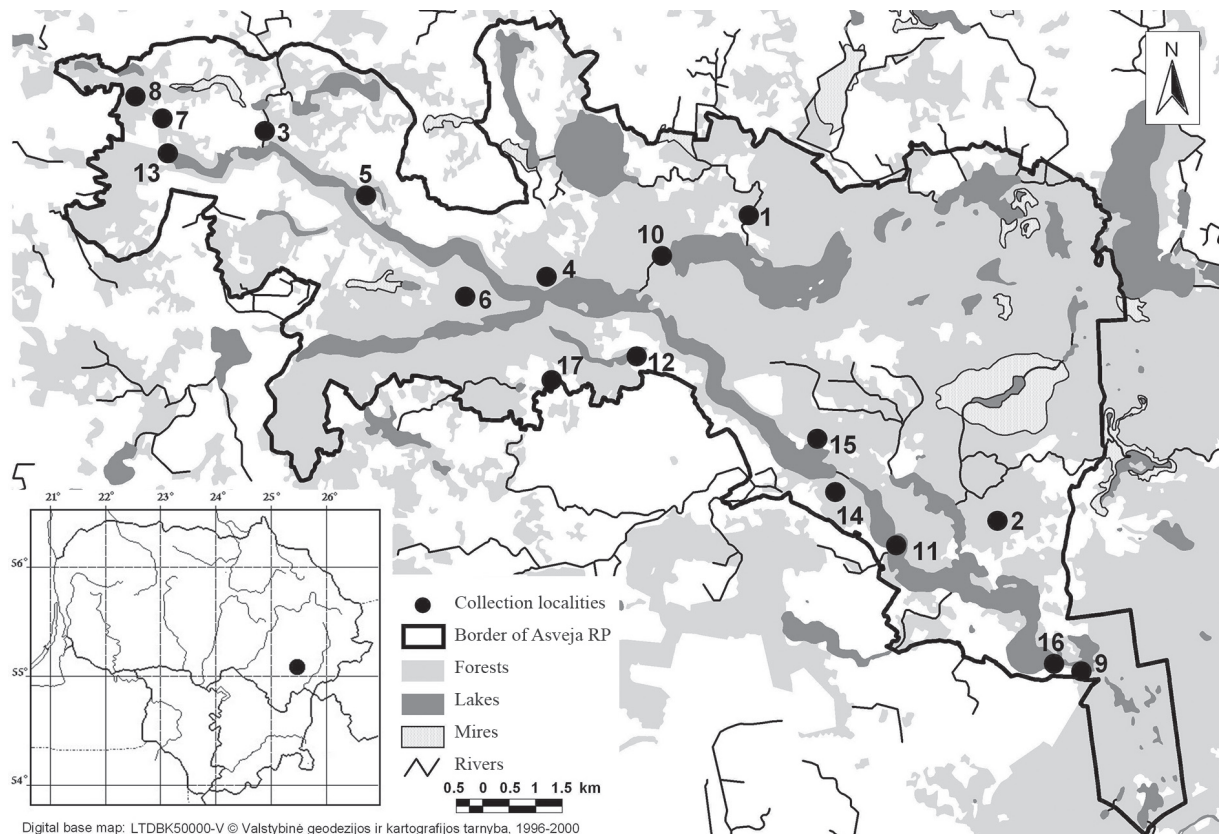 N
8
7
3
13
5
1
10
4
6
12
17
15
14
2
11
16
9
21° 22° 23° 24° 25° 26°
56°
55°
54°
Collection localities
Border of Asveja RP
Forests
Lakes
Mires
Rivers
0.5 0 0.5 1 1.5 km
Digital base map: LTDBK50000-V © Valstybinė geodezijos ir kartografijos tarnyba, 1996-2000